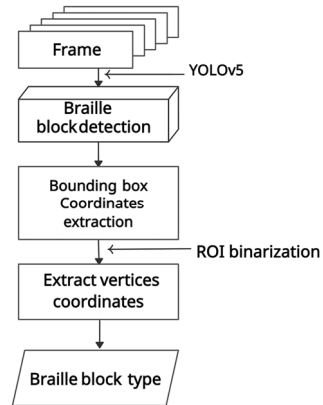 Frame
YOLOv5
Braille
blockdetection
Bounding box
Coordinates
extraction
ROI binarization
Extract vertices
coordinates
Braille block type